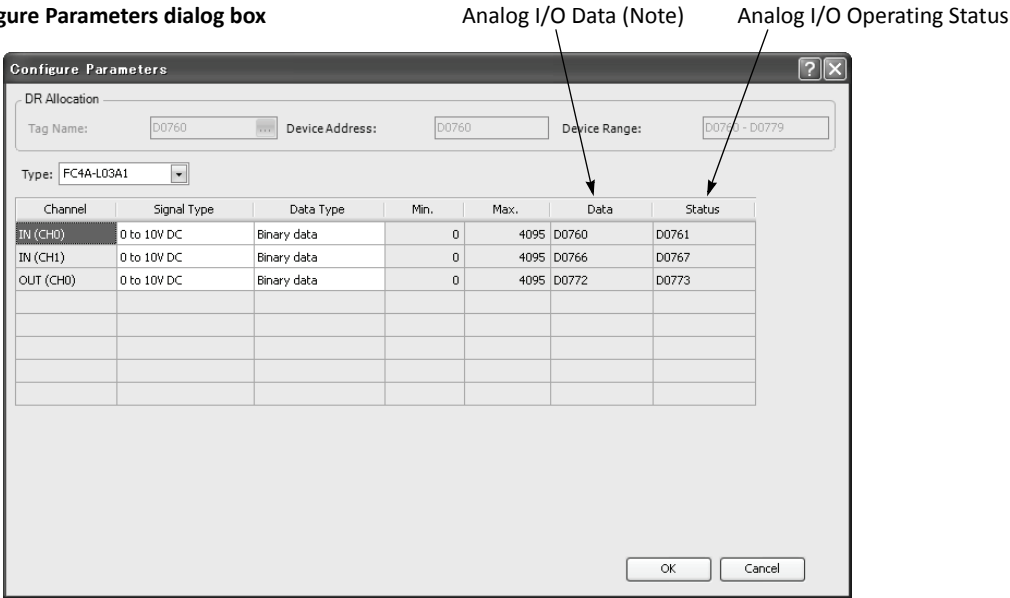 gure Parameters dialog box
Analog I/O Data (Note) Analog I/O Operating Status
Configure Parameters
DR Allocation
Tag Name: D0760 ... Device Address: D0760 Device Range: D0760 - D0779
Type: FC4A-L03A1
Channel Signal Type Data Type Min. Max. Data Status
IN (CH0) 0 to 10V DC Binary data 0 4095 D0760 D0761
IN (CH1) 0 to 10V DC Binary data 0 4095 D0766 D0767
OUT (CH0) 0 to 10V DC Binary data 0 4095 D0772 D0773
OK Cancel